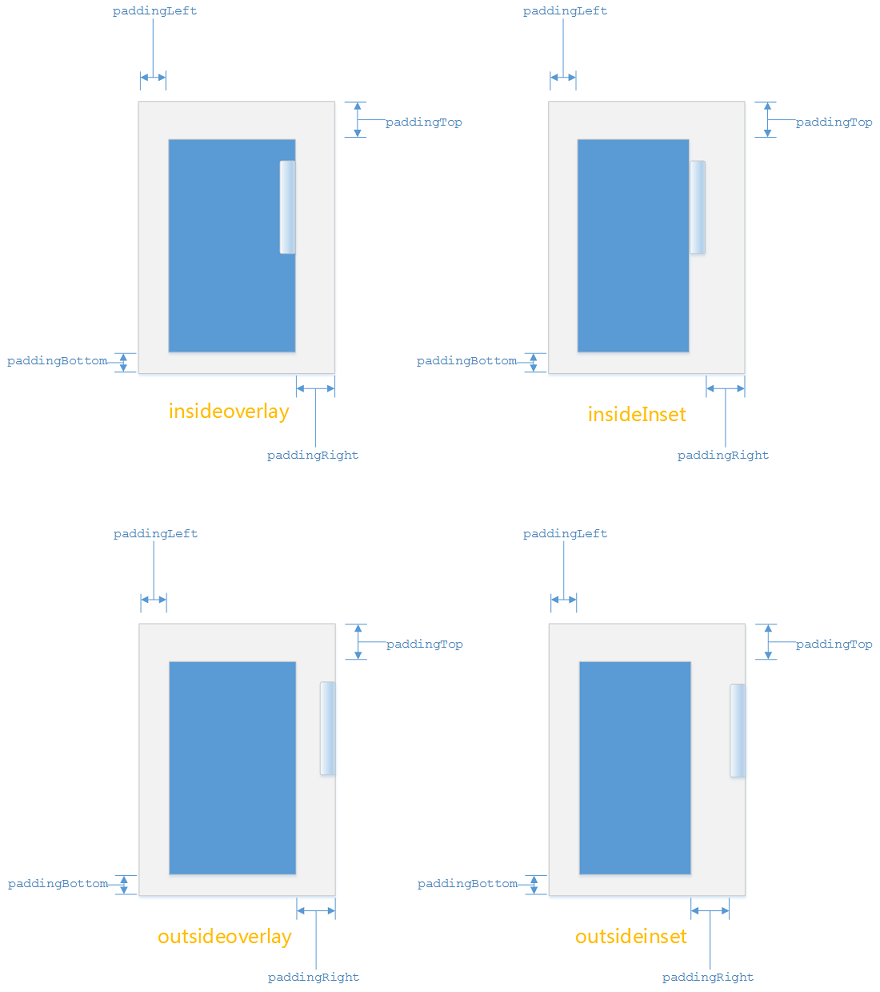 paddingLeft
paddingLeft
paddingTop
paddingTop
paddingBottom
paddingBottom
insideoverlay
insideInset
paddingRight
paddingRight
paddingLeft
paddingLeft
paddingTop
paddingTop
paddingBottom
paddingBottom
outsideoverlay
outsideinset
paddingRight
paddingRight